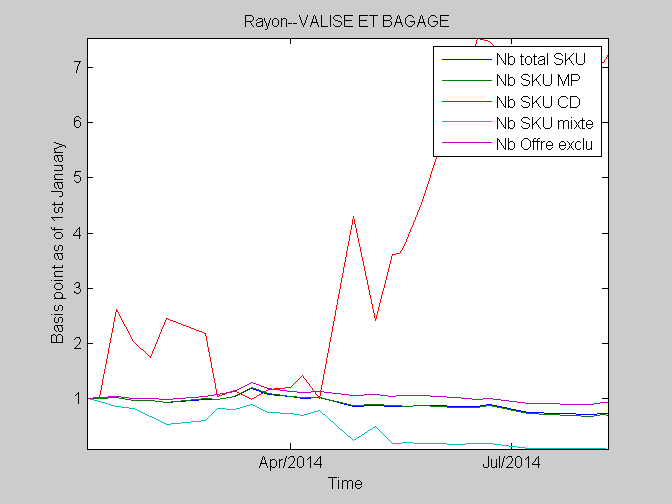 Rayon--VALISE ET BAGAGE
Nb total SKU
Nb SKU MP
Nb SKU CD
Nb SKU mixte
Nb Offre exclu
Basis point as of 1st January
7
6
5
4
3
2
1
Apr/2014
Jul/2014
Time